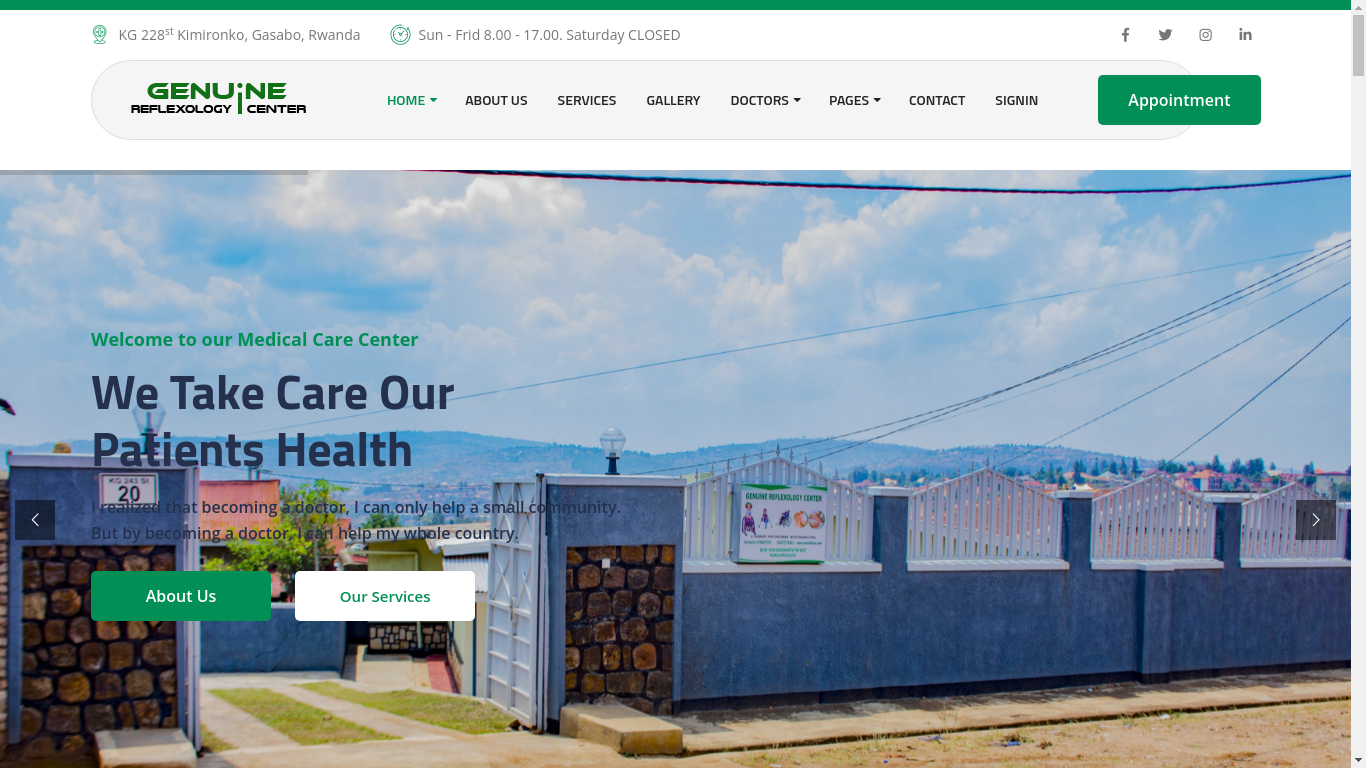 KG 228st Kimironko, Gasabo, Rwanda
Sun - Frid 8.00 - 17.00. Saturday CLOSED
GENUINE
REFLEXOLOGY CENTER
HOME
ABOUT US
SERVICES
GALLERY
DOCTORS
PAGES
CONTACT
SIGNIN
Appointment
Welcome to our Medical Care Center
We Take Care Our
Patients Health
KG 243 St
20
I realized that becoming a doctor, I can only help a small community.
But by becoming a doctor, I can help my whole country.
About Us
Our Services
GENUINE REFLEXOLOGY CENTER